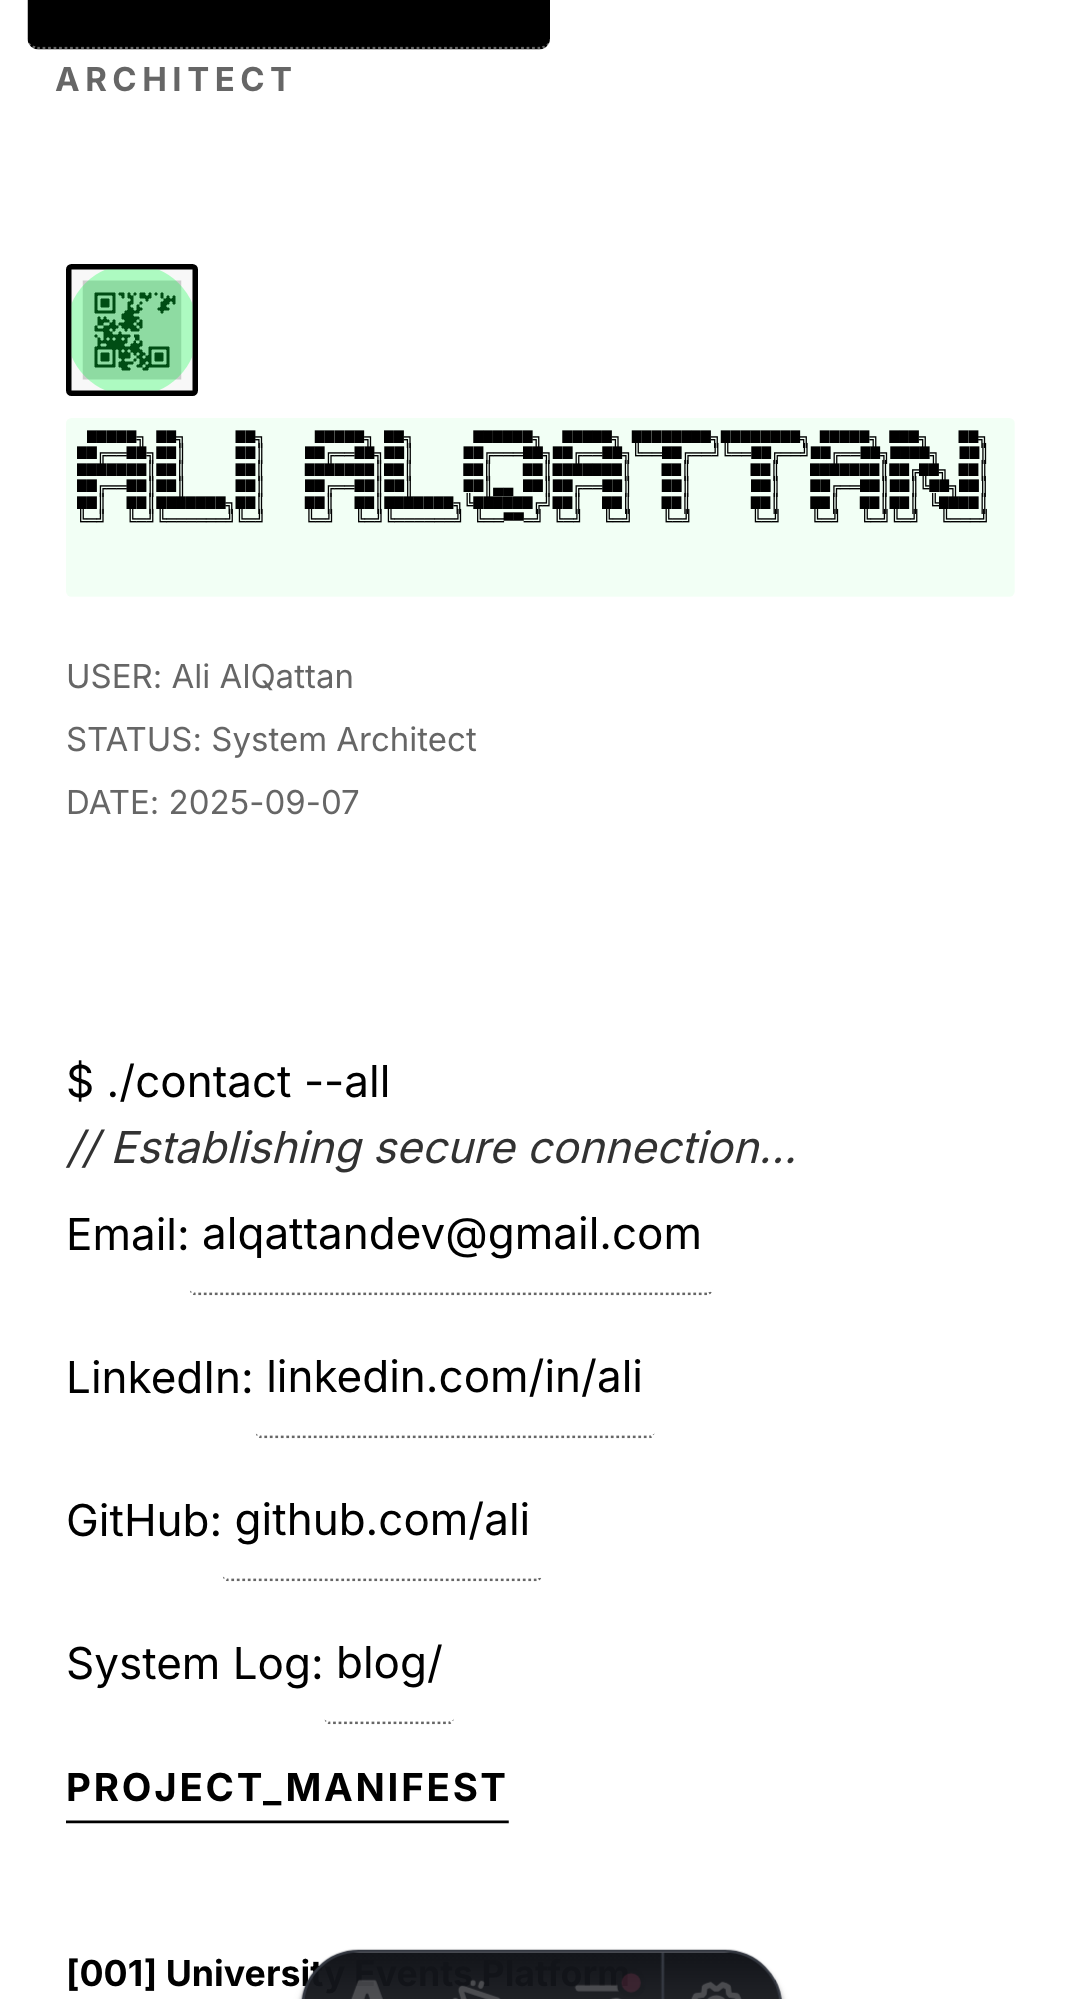 ARCHITECT
ALI ALQATTAN
USER: Ali AlQattan
STATUS: System Architect
DATE: 2025-09-07
$ ./contact --all
// Establishing secure connection...
Email: alqattandev@gmail.com
LinkedIn: linkedin.com/in/ali
GitHub: github.com/ali
System Log: blog/
PROJECT_MANIFEST
[001] University Events Platform